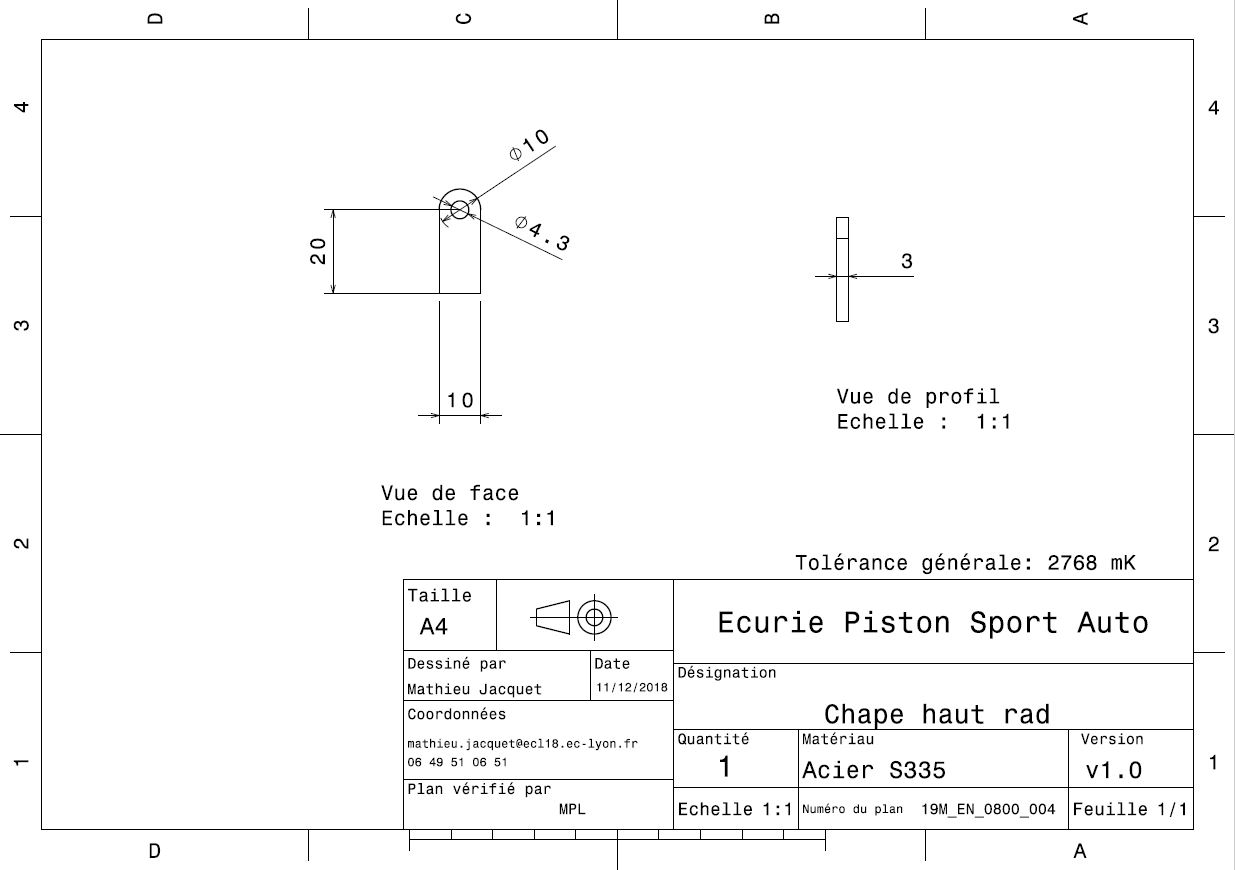 D C B A
4 4
⌀10
⌀4.3
20
3
3 3
10
Vue de profil
Echelle : 1:1
Vue de face
Echelle : 1:1
2 2
Tolérance générale: 2768 mK
Taille
A4
Ecurie Piston Sport Auto
Dessiné par
Mathieu Jacquet
Date
11/12/2018
Désignation
Chape haut rad
Coordonnées
mathieu.jacquet@ecl18.ec-lyon.fr
06 49 51 06 51
Quantité
1
Matériau
Acier S335
Version
v1.0
1 1
Plan vérifié par
MPL
Echelle 1:1
Numéro du plan 19M_EN_0800_004
Feuille 1/1
D A